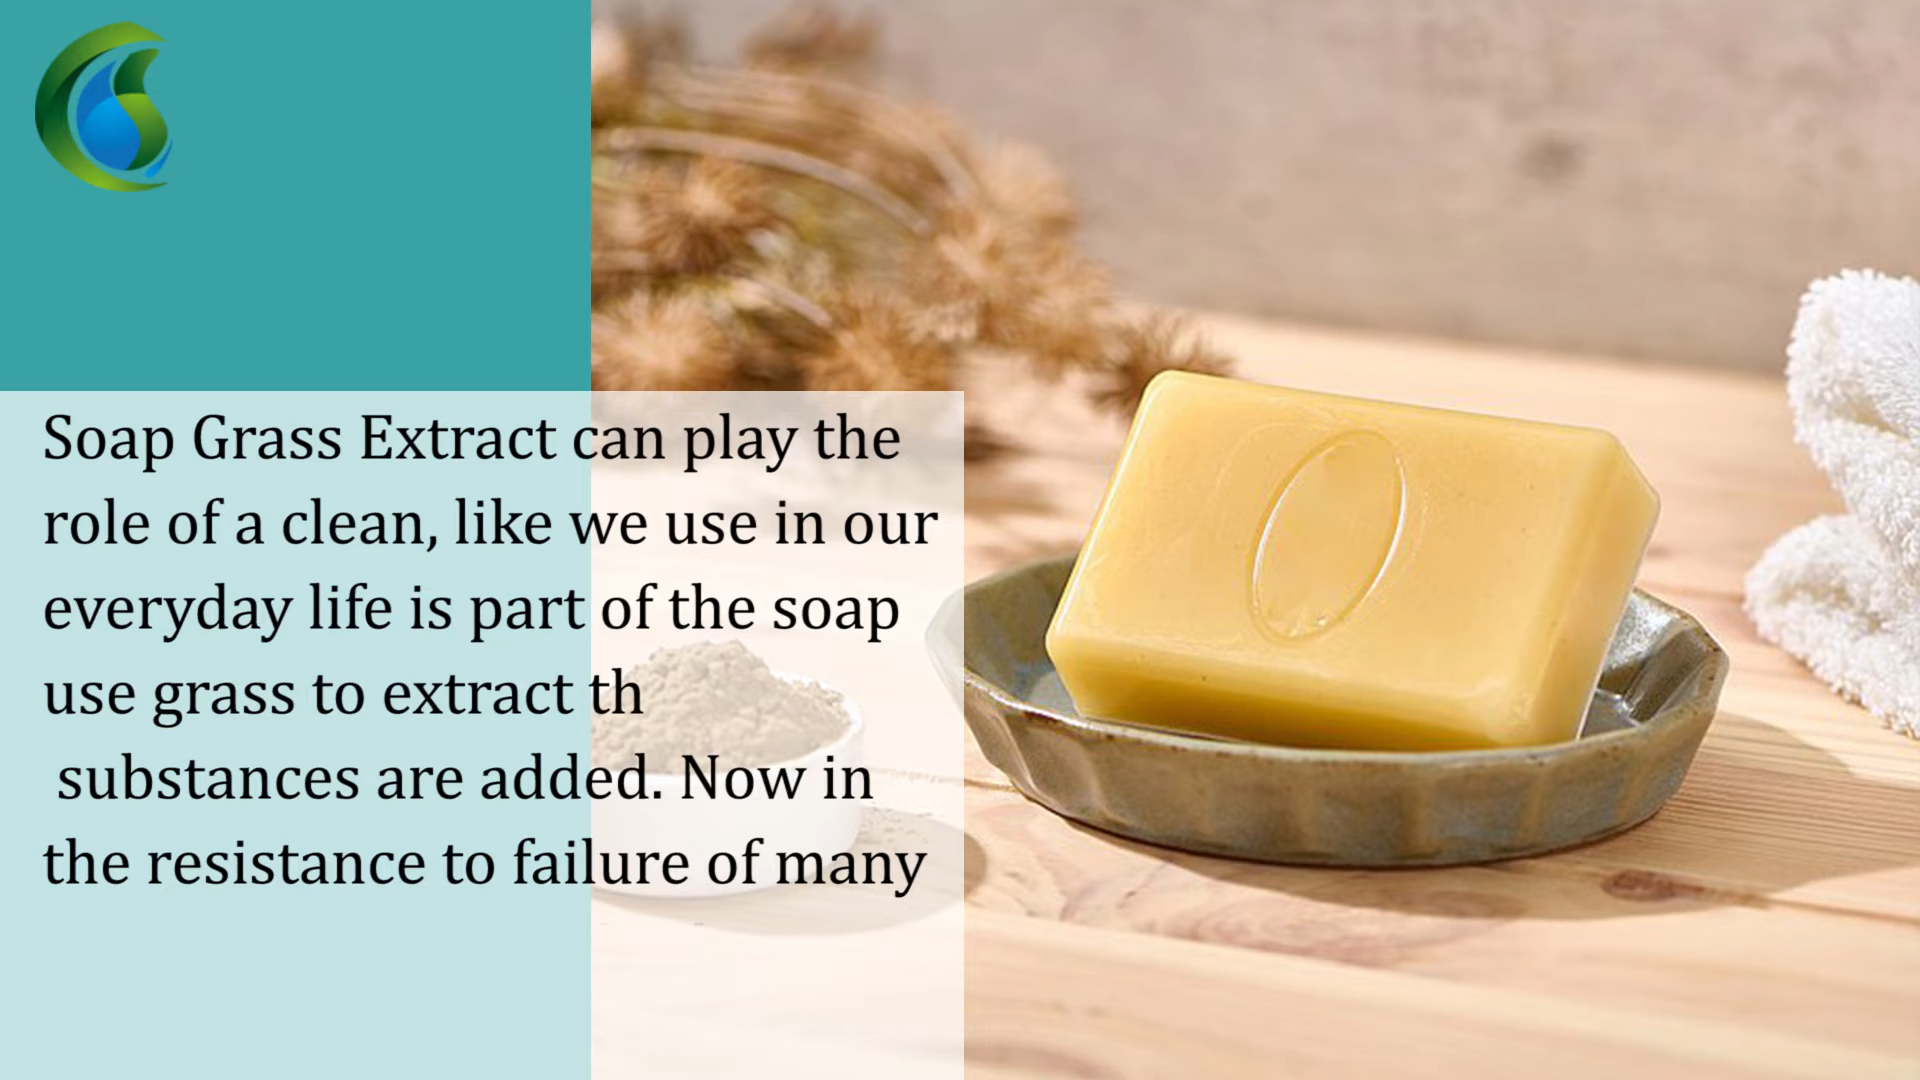 Soap Grass Extract can play the
role of a clean, like we use in our
everyday life is part of the soap
use grass to extract th
substances are added. Now in
the resistance to failure of many